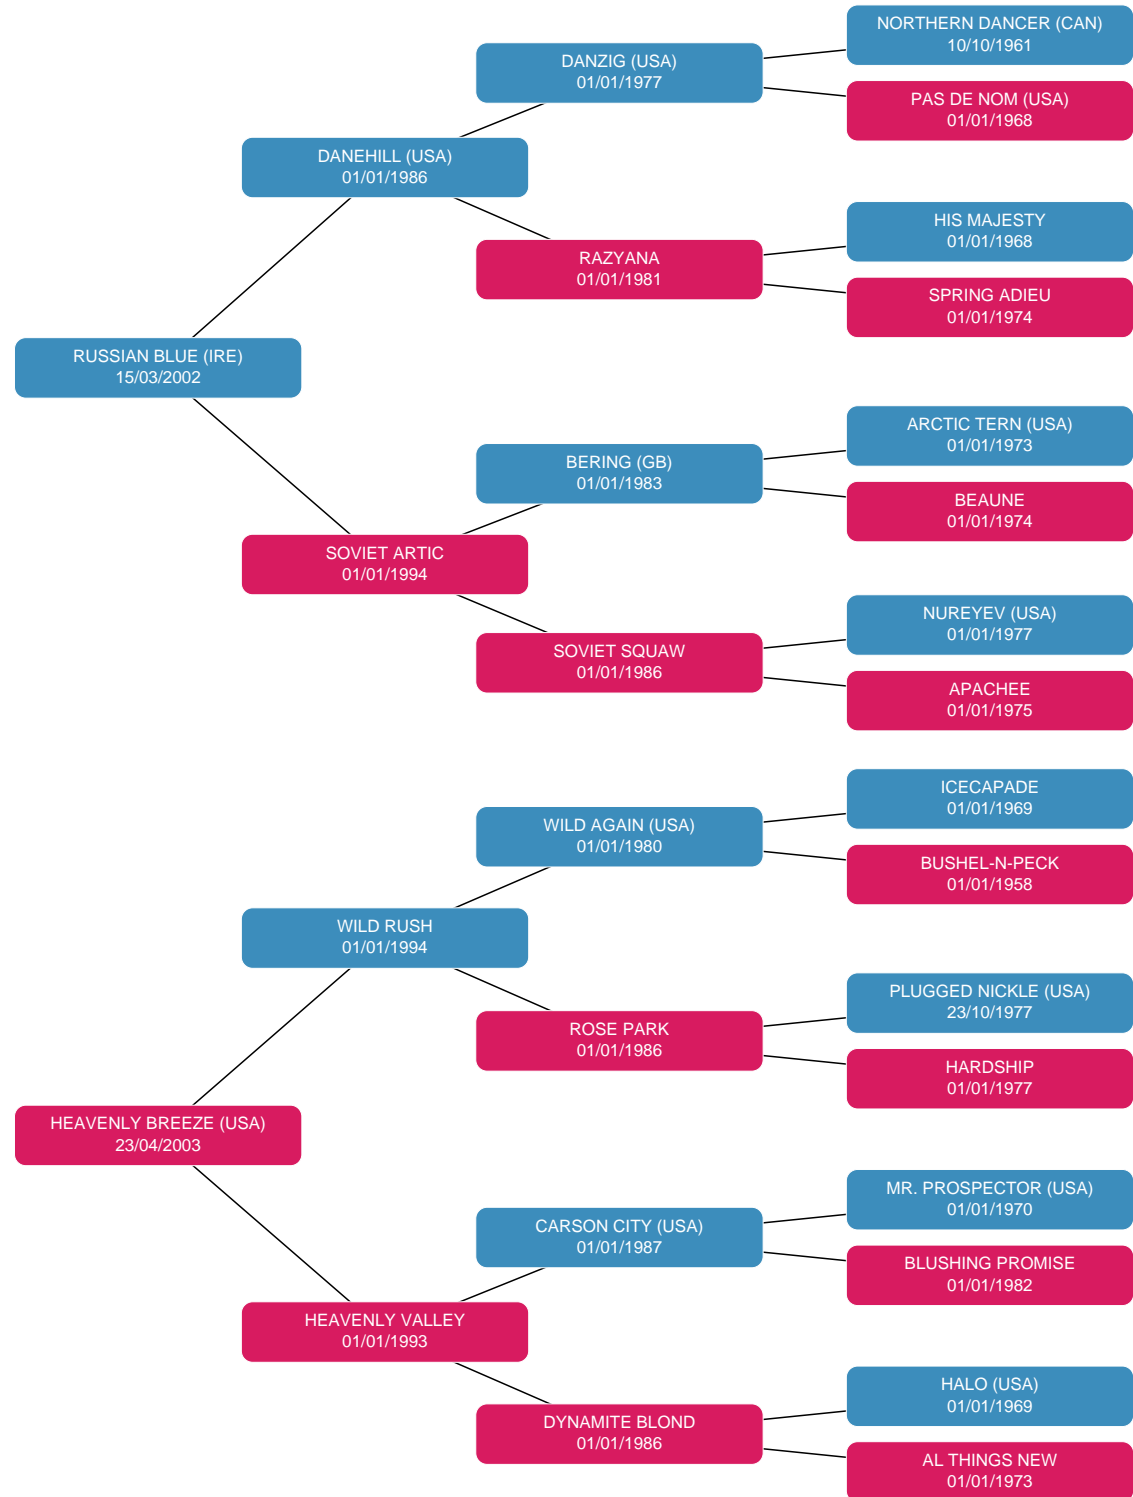 NORTHERN DANCER (CAN)
10/10/1961
DANZIG (USA)
01/01/1977
PAS DE NOM (USA)
01/01/1968
DANEHILL (USA)
01/01/1986
HIS MAJESTY
01/01/1968
RAZYANA
01/01/1981
SPRING ADIEU
01/01/1974
RUSSIAN BLUE (IRE)
15/03/2002
ARCTIC TERN (USA)
01/01/1973
BERING (GB)
01/01/1983
BEAUNE
01/01/1974
SOVIET ARTIC
01/01/1994
NUREYEV (USA)
01/01/1977
SOVIET SQUAW
01/01/1986
APACHEE
01/01/1975
ICECAPADE
01/01/1969
WILD AGAIN (USA)
01/01/1980
BUSHEL-N-PECK
01/01/1958
WILD RUSH
01/01/1994
PLUGGED NICKLE (USA)
23/10/1977
ROSE PARK
01/01/1986
HARDSHIP
01/01/1977
HEAVENLY BREEZE (USA)
23/04/2003
MR. PROSPECTOR (USA)
01/01/1970
CARSON CITY (USA)
01/01/1987
BLUSHING PROMISE
01/01/1982
HEAVENLY VALLEY
01/01/1993
HALO (USA)
01/01/1969
DYNAMITE BLOND
01/01/1986
AL THINGS NEW
01/01/1973